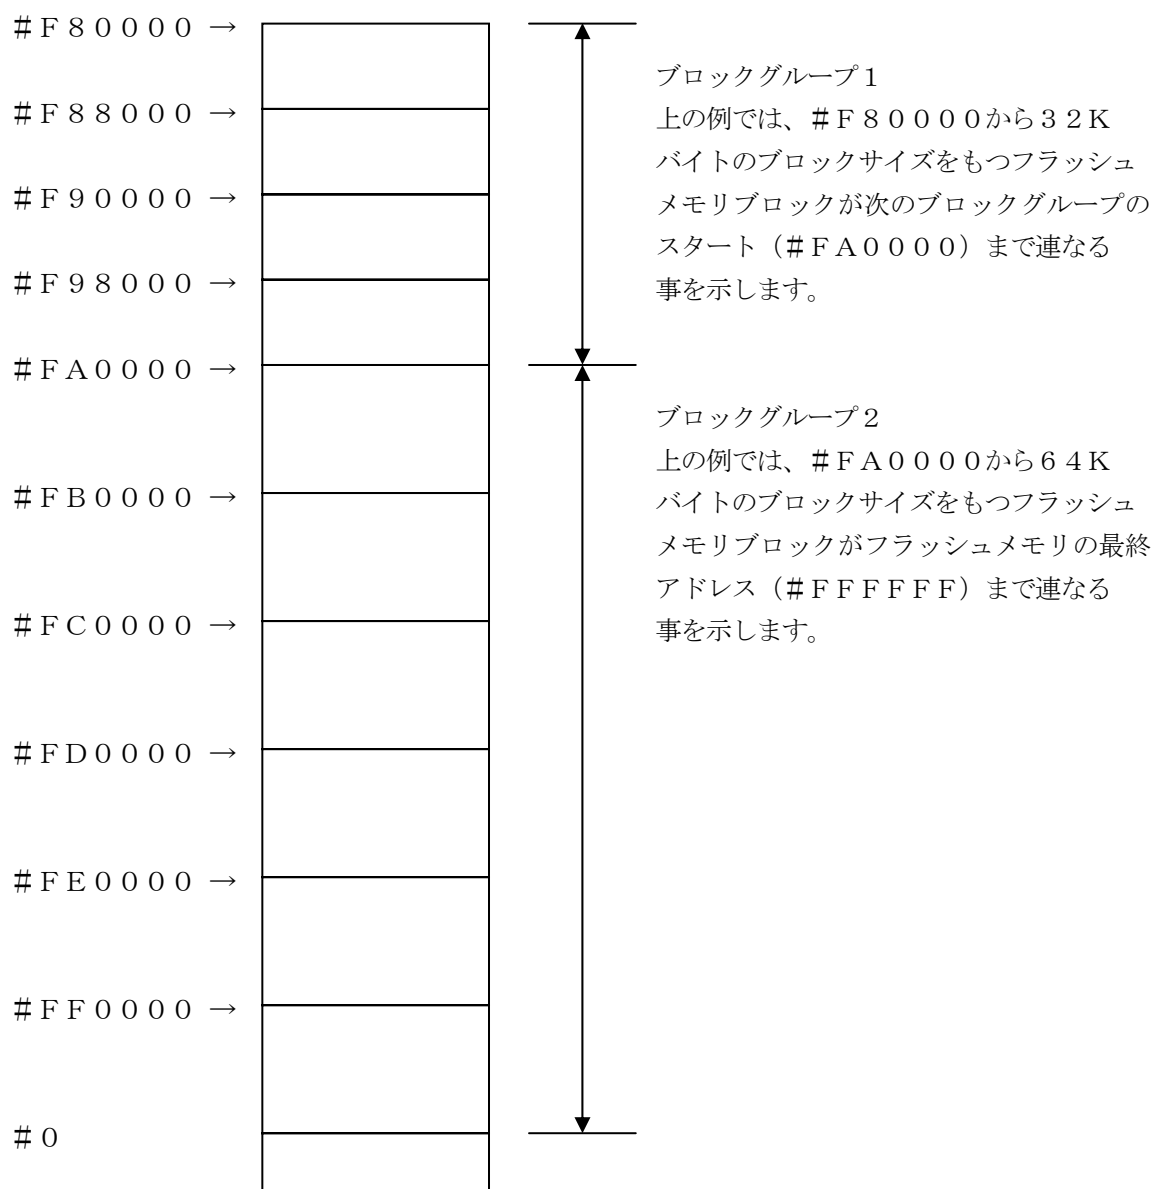 ＃Ｆ８００００ →
ブロックグループ１
＃Ｆ８８０００ →
上の例では、＃Ｆ８００００から３２Ｋ
バイトのブロックサイズをもつフラッシュ
＃Ｆ９００００ →
メモリブロックが次のブロックグループの
スタート（＃ＦＡ００００）まで連なる
＃Ｆ９８０００ →
事を示します。
＃ＦＡ００００ →
ブロックグループ２
上の例では、＃ＦＡ００００から６４Ｋ
＃ＦＢ００００ →
バイトのブロックサイズをもつフラッシュ
メモリブロックがフラッシュメモリの最終
アドレス（＃ＦＦＦＦＦＦ）まで連なる
＃ＦＣ００００ →
事を示します。
＃ＦＤ００００ →
＃ＦＥ００００ →
＃ＦＦ００００ →
＃０